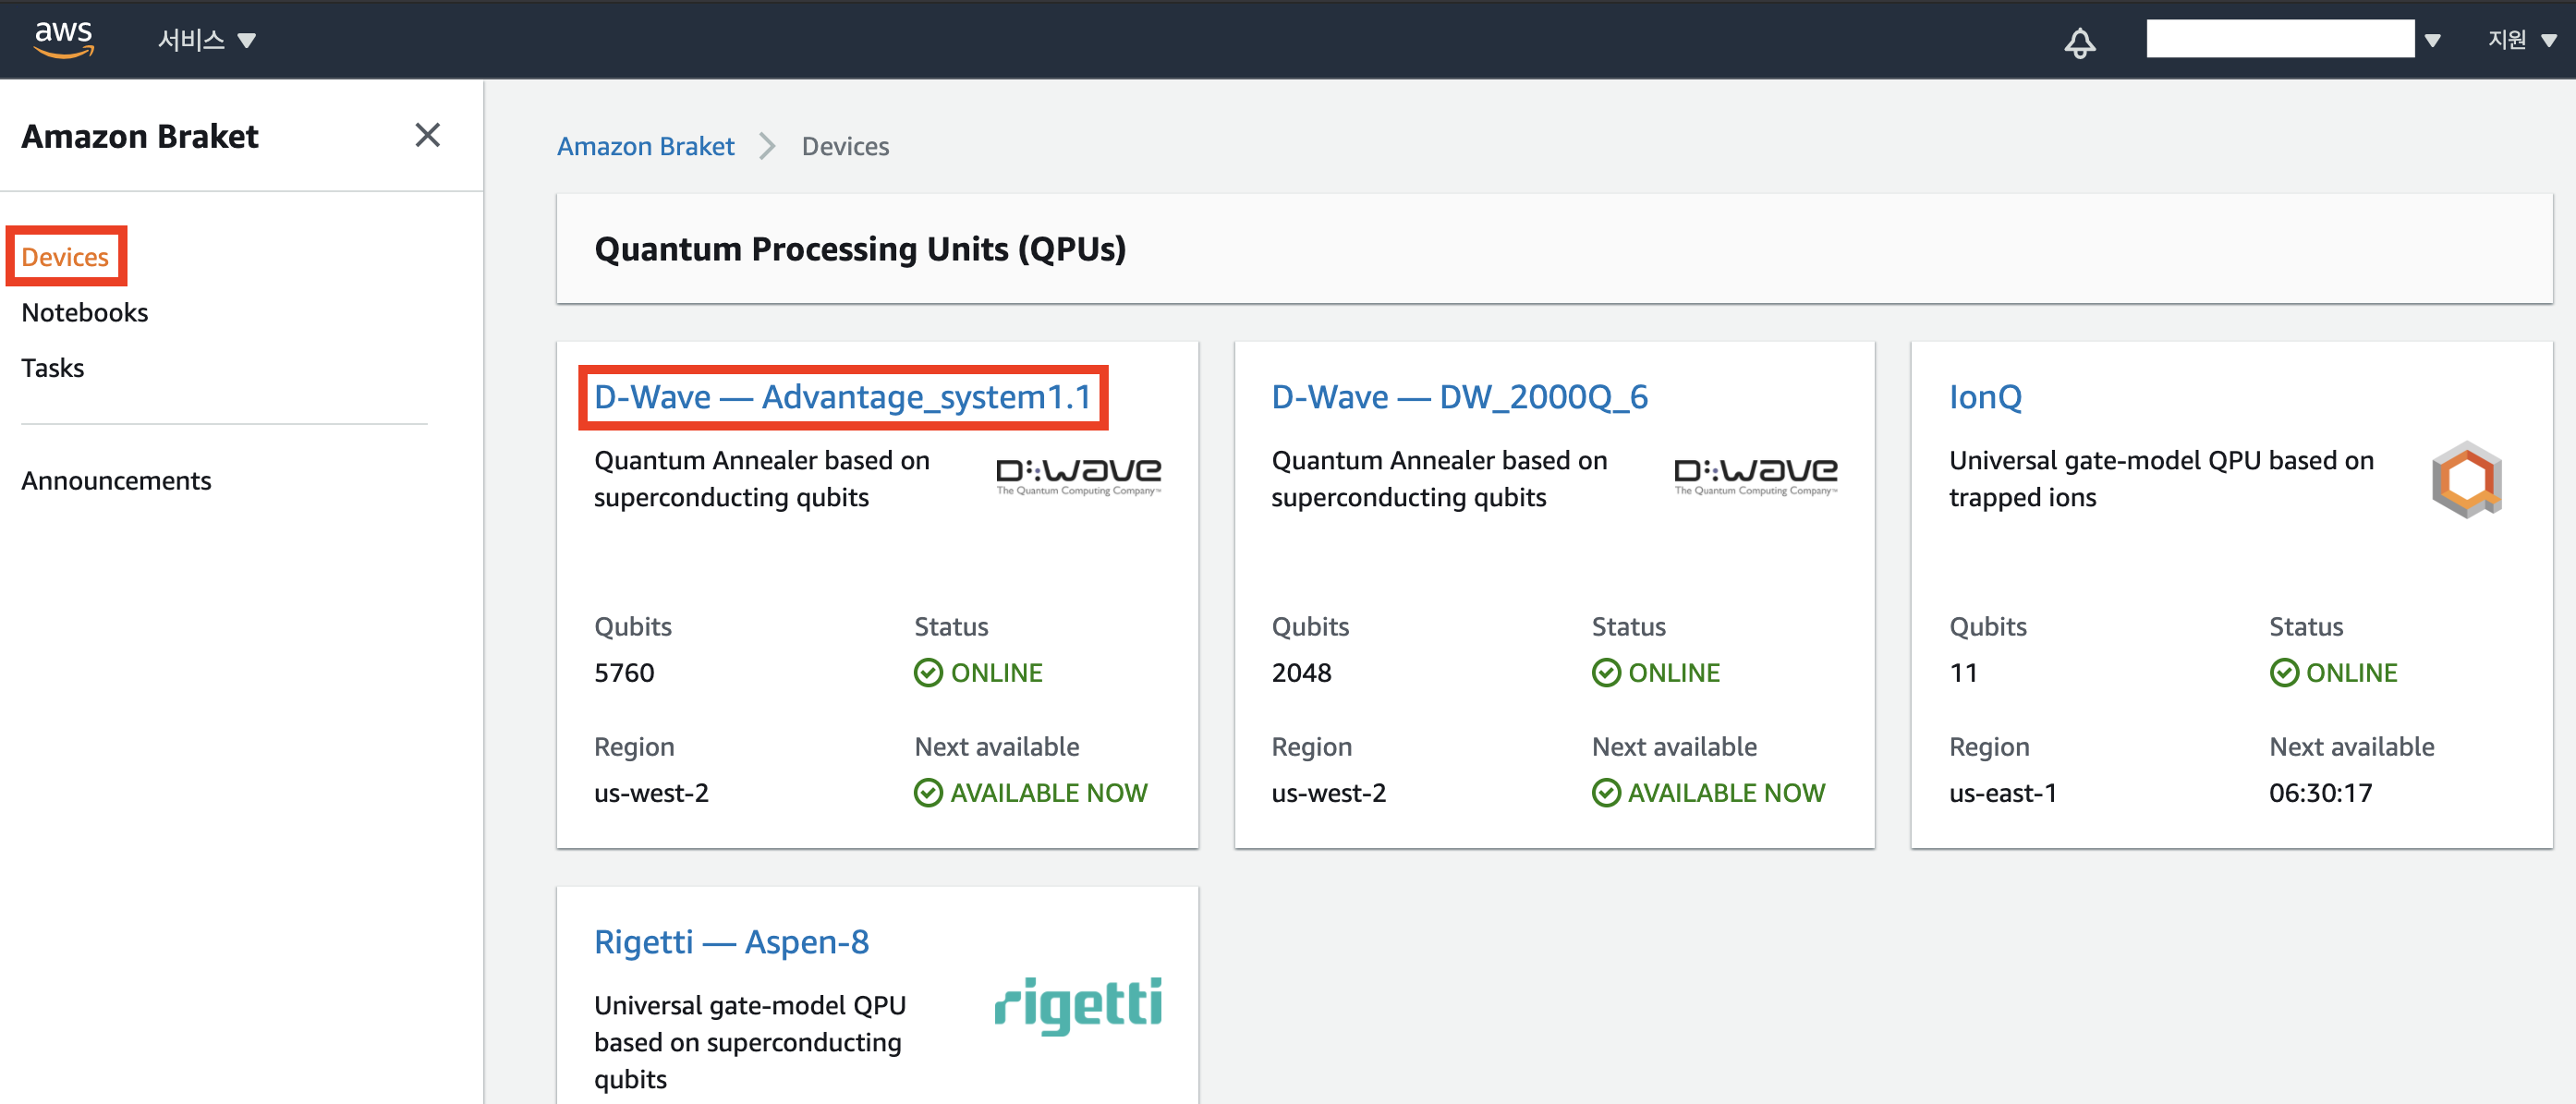 aws
서비스
지원
Amazon Braket
Devices
Notebooks
Tasks
Announcements
Amazon Braket
Devices
Quantum Processing Units (QPUs)
D-Wave — Advantage_system1.1
Quantum Annealer based on
superconducting qubits
D:wave
The Quantum Computing Company™
Qubits
5760
Status
ONLINE
Region
us-west-2
Next available
AVAILABLE NOW
D-Wave — DW_2000Q_6
Quantum Annealer based on
superconducting qubits
D:wave
The Quantum Computing Company™
Qubits
2048
Status
ONLINE
Region
us-west-2
Next available
AVAILABLE NOW
IonQ
Universal gate-model QPU based on
trapped ions
Qubits
11
Status
ONLINE
Region
us-east-1
Next available
06:30:17
Rigetti — Aspen-8
Universal gate-model QPU
based on superconducting
qubits
rigetti